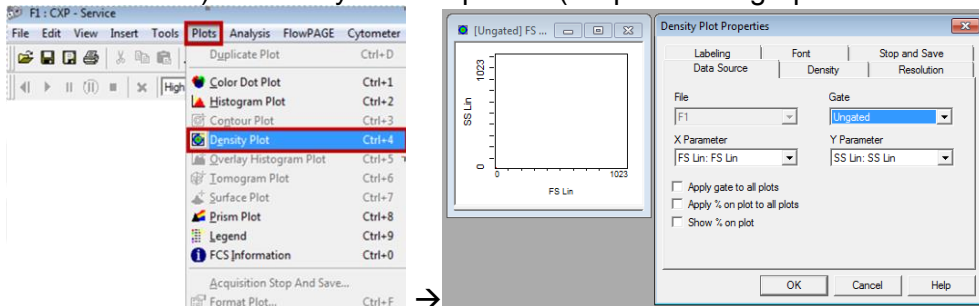 F1 : CXP - Service
File Edit View Insert Tools Plots Analysis FlowPAGE Cytometer
High
Duplicate Plot Ctrl+D
Color Dot Plot Ctrl+1
Histogram Plot Ctrl+2
Contour Plot Ctrl+3
Density Plot Ctrl+4
Overlay Histogram Plot Ctrl+5
Tomogram Plot Ctrl+6
Surface Plot Ctrl+7
Prism Plot Ctrl+8
Legend Ctrl+9
FCS Information Ctrl+0
Acquisition Stop And Save...
Format Plot... Ctrl+F
→
[Ungated] FS ...
1023
SS Lin
0
0 1023
FS Lin
Density Plot Properties
Labeling Font Stop and Save
Data Source Density Resolution
File Gate
F1 Ungated
X Parameter Y Parameter
FS Lin: FS Lin SS Lin: SS Lin
Apply gate to all plots
Apply % on plot to all plots
Show % on plot
OK Cancel Help